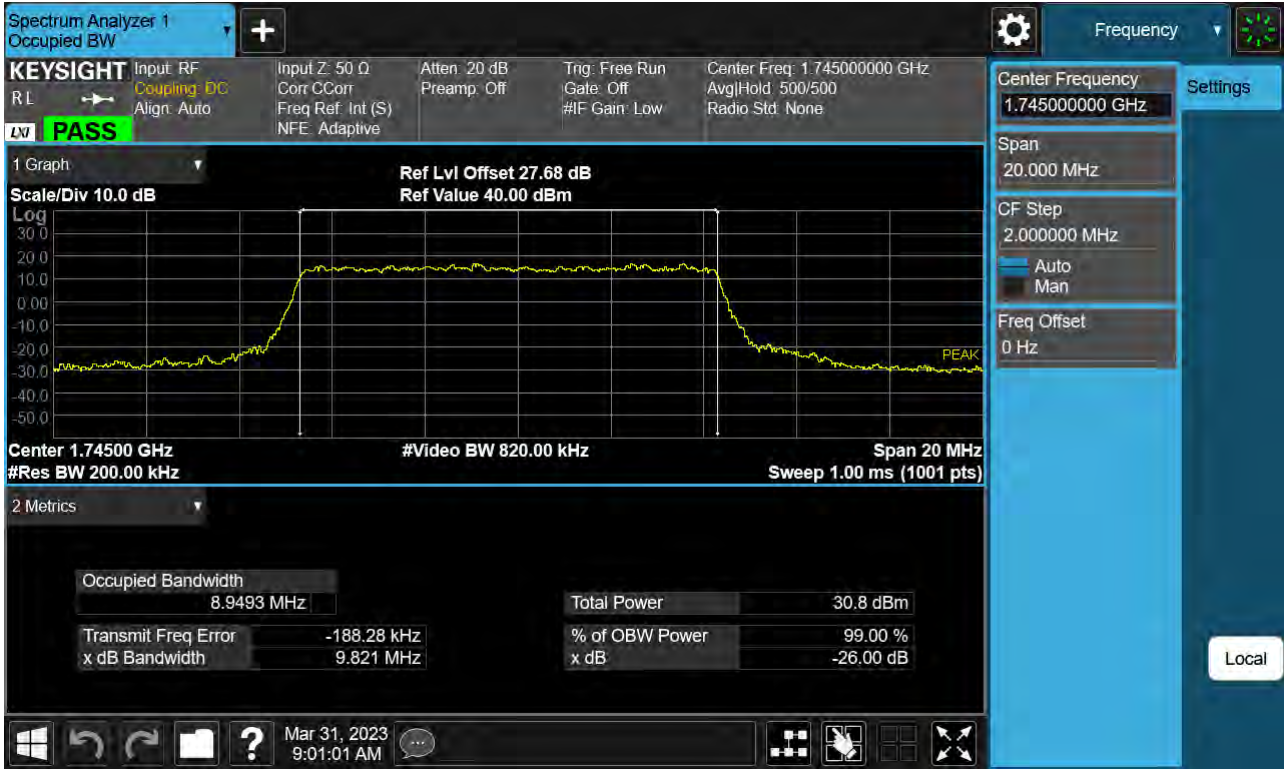 Spectrum Analyzer 1
Occupied BW
+
Frequency
KEYSIGHT
R L
LXI
PASS
Input: RF
Coupling: DC
Align: Auto
Input Z: 50 Ω
Corr CCorr
Freq Ref: Int (S)
NFE: Adaptive
Atten: 20 dB
Preamp: Off
Trig: Free Run
Gate: Off
#IF Gain: Low
Center Freq: 1.745000000 GHz
Avg|Hold: 500/500
Radio Std: None
Center Frequency
1.745000000 GHz
Settings
Span
20.000 MHz
CF Step
2.000000 MHz
Auto
Man
Freq Offset
0 Hz
Local
1 Graph
Scale/Div 10.0 dB
Ref Lvl Offset 27.68 dB
Ref Value 40.00 dBm
Log
30.0
20.0
10.0
0.00
-10.0
-20.0
-30.0
-40.0
-50.0
PEAK
Center 1.74500 GHz
#Video BW 820.00 kHz
Span 20 MHz
#Res BW 200.00 kHz
Sweep 1.00 ms (1001 pts)
2 Metrics
Occupied Bandwidth
8.9493 MHz
Total Power 30.8 dBm
Transmit Freq Error -188.28 kHz
% of OBW Power 99.00 %
x dB Bandwidth 9.821 MHz
x dB -26.00 dB
?
Mar 31, 2023
9:01:01 AM